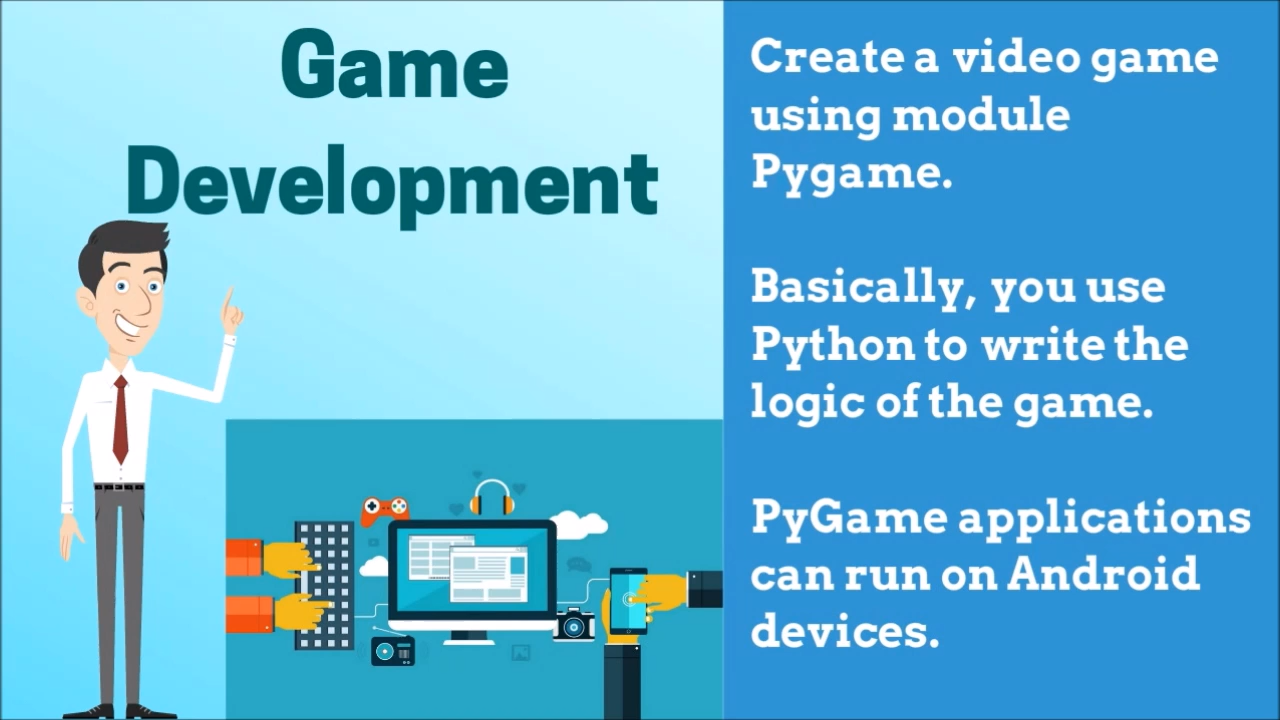 Game
Development
Create a video game
using module
Pygame.
Basically, you use
Python to write the
logic of the game.
PyGame applications
can run on Android
devices.